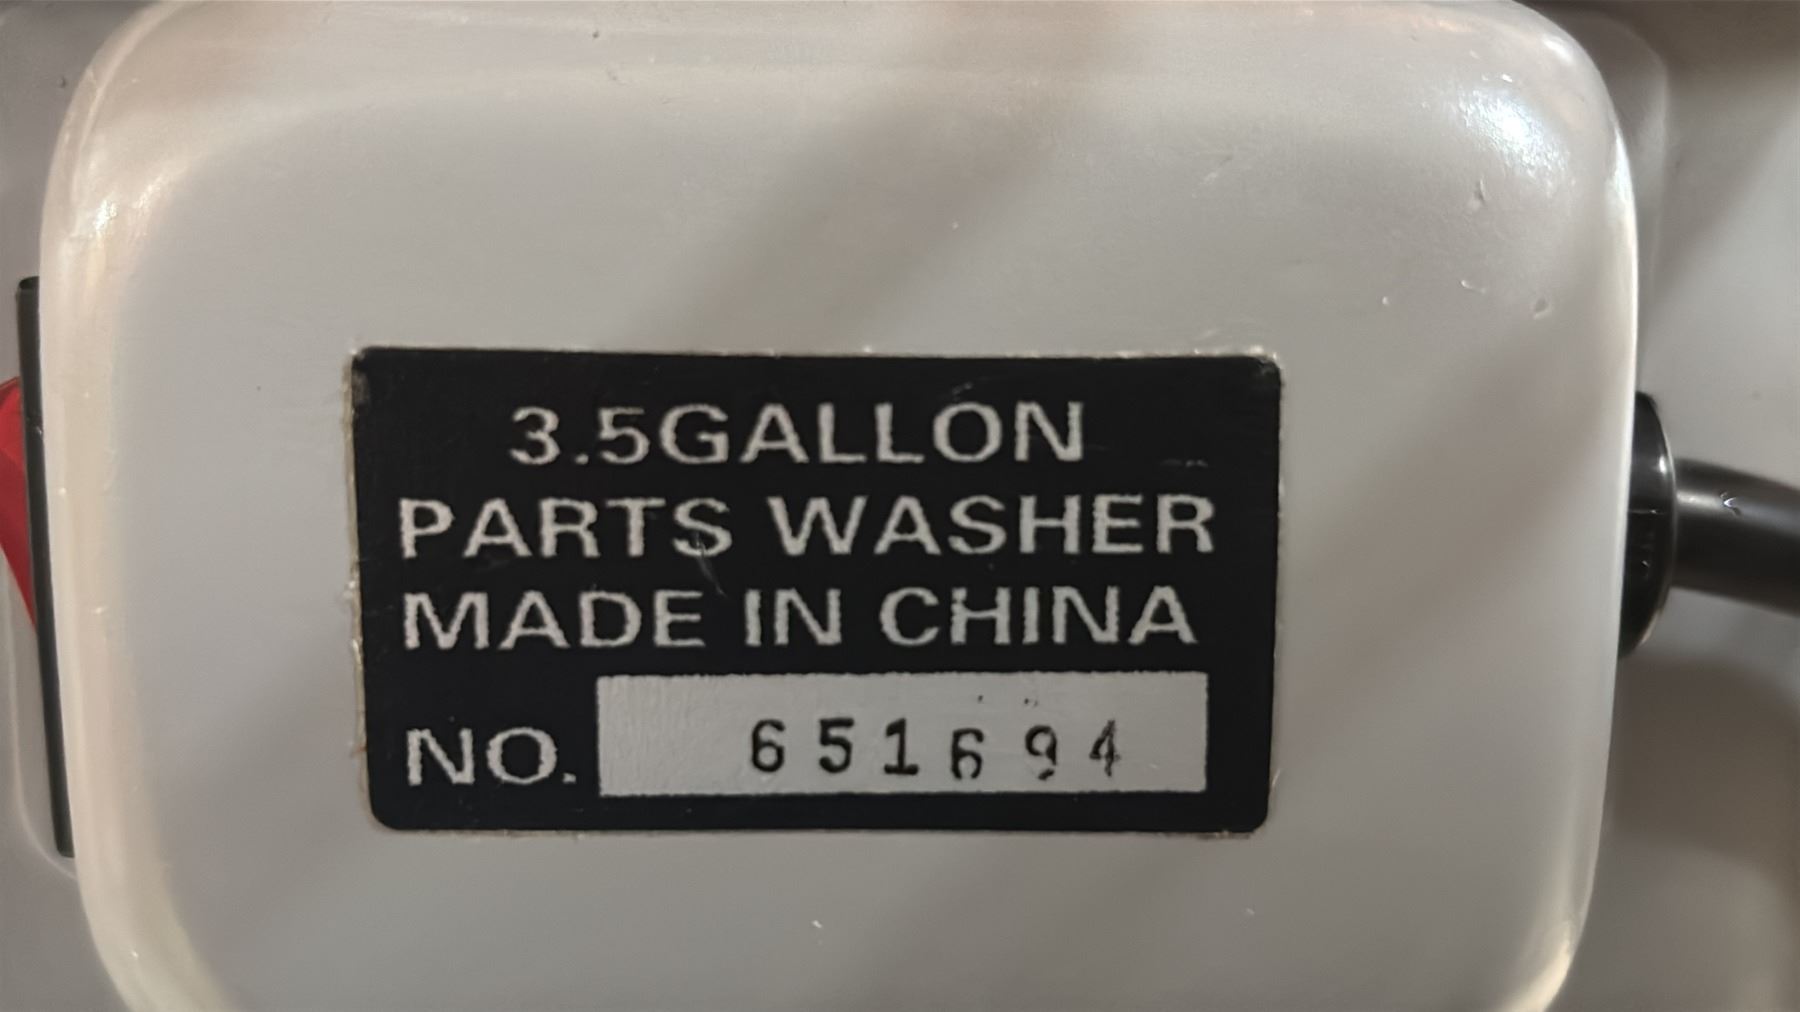 3.5GALLON
PARTS WASHER
MADE IN CHINA
NO. 651694